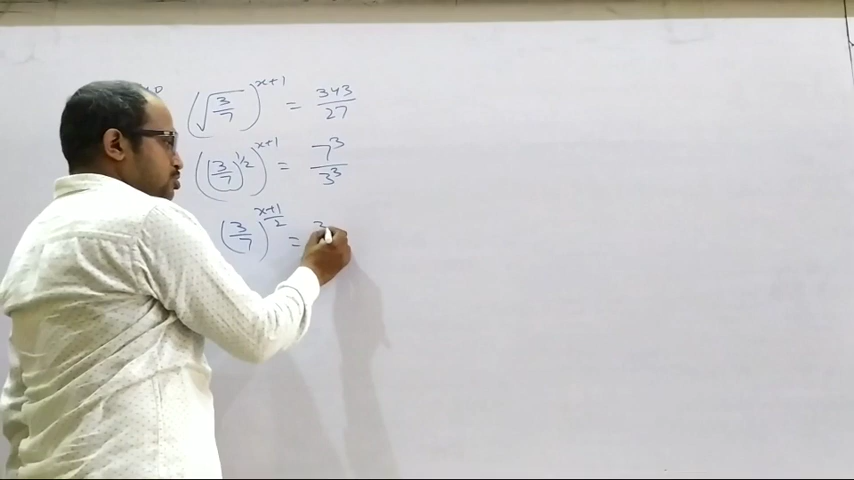 (√(3/7))^(x+1) = 343/27
((3/7)^(1/2))^(x+1) = 7³/3³
(3/7)^((x+1)/2) =